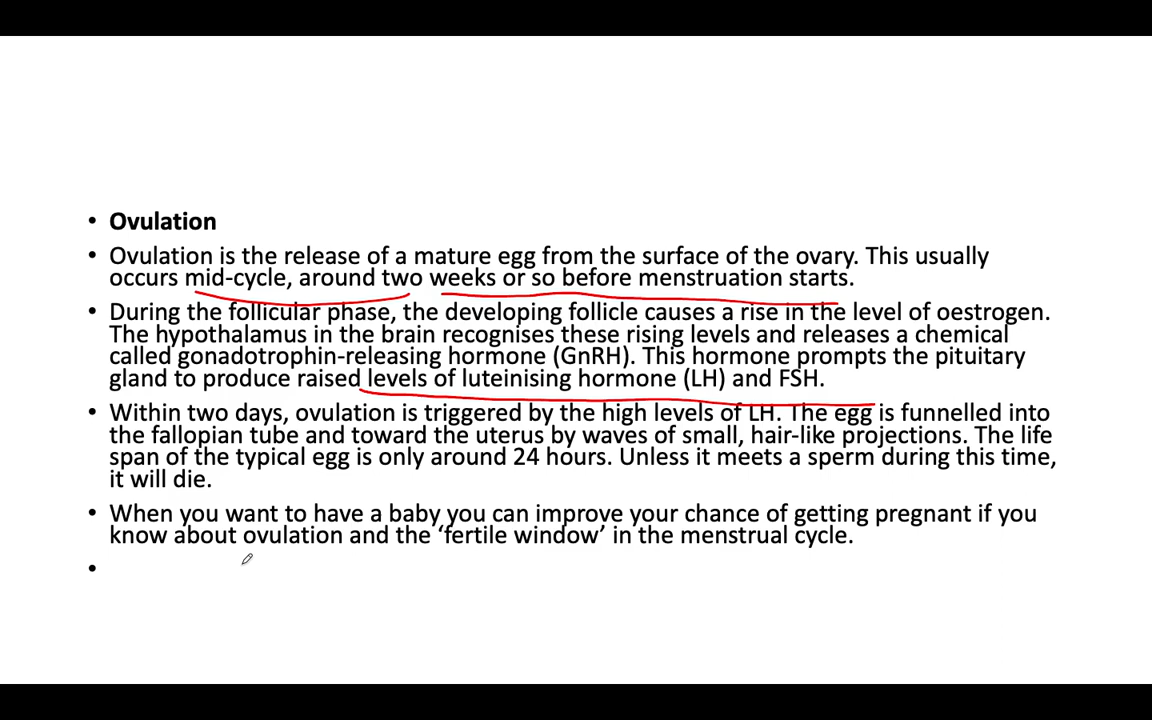 • Ovulation
• Ovulation is the release of a mature egg from the surface of the ovary. This usually
occurs mid-cycle, around two weeks or so before menstruation starts.
• During the follicular phase, the developing follicle causes a rise in the level of oestrogen.
The hypothalamus in the brain recognises these rising levels and releases a chemical
called gonadotrophin-releasing hormone (GnRH). This hormone prompts the pituitary
gland to produce raised levels of luteinising hormone (LH) and FSH.
• Within two days, ovulation is triggered by the high levels of LH. The egg is funnelled into
the fallopian tube and toward the uterus by waves of small, hair-like projections. The life
span of the typical egg is only around 24 hours. Unless it meets a sperm during this time,
it will die.
• When you want to have a baby you can improve your chance of getting pregnant if you
know about ovulation and the ‘fertile window’ in the menstrual cycle.
•